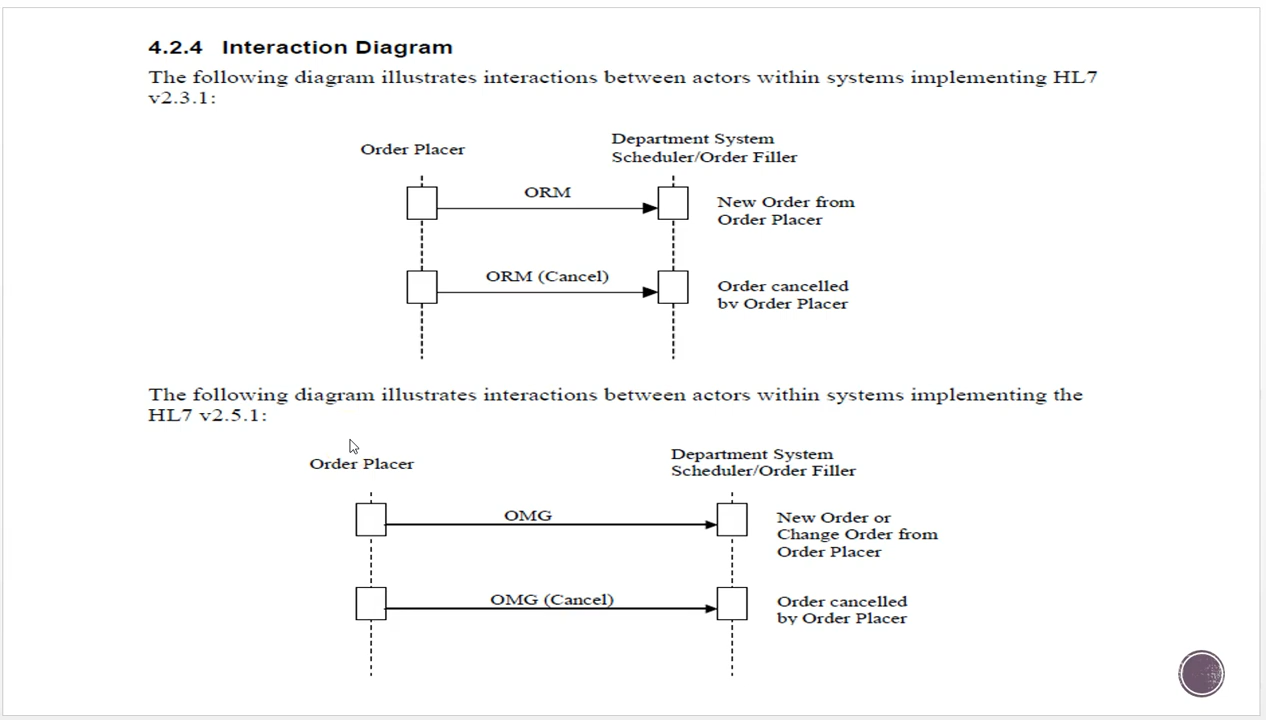 4.2.4 Interaction Diagram
The following diagram illustrates interactions between actors within systems implementing HL7
v2.3.1:
Order Placer
Department System
Scheduler/Order Filler
ORM
New Order from
Order Placer
ORM (Cancel)
Order cancelled
by Order Placer
The following diagram illustrates interactions between actors within systems implementing the
HL7 v2.5.1:
Order Placer
Department System
Scheduler/Order Filler
OMG
New Order or
Change Order from
Order Placer
OMG (Cancel)
Order cancelled
by Order Placer